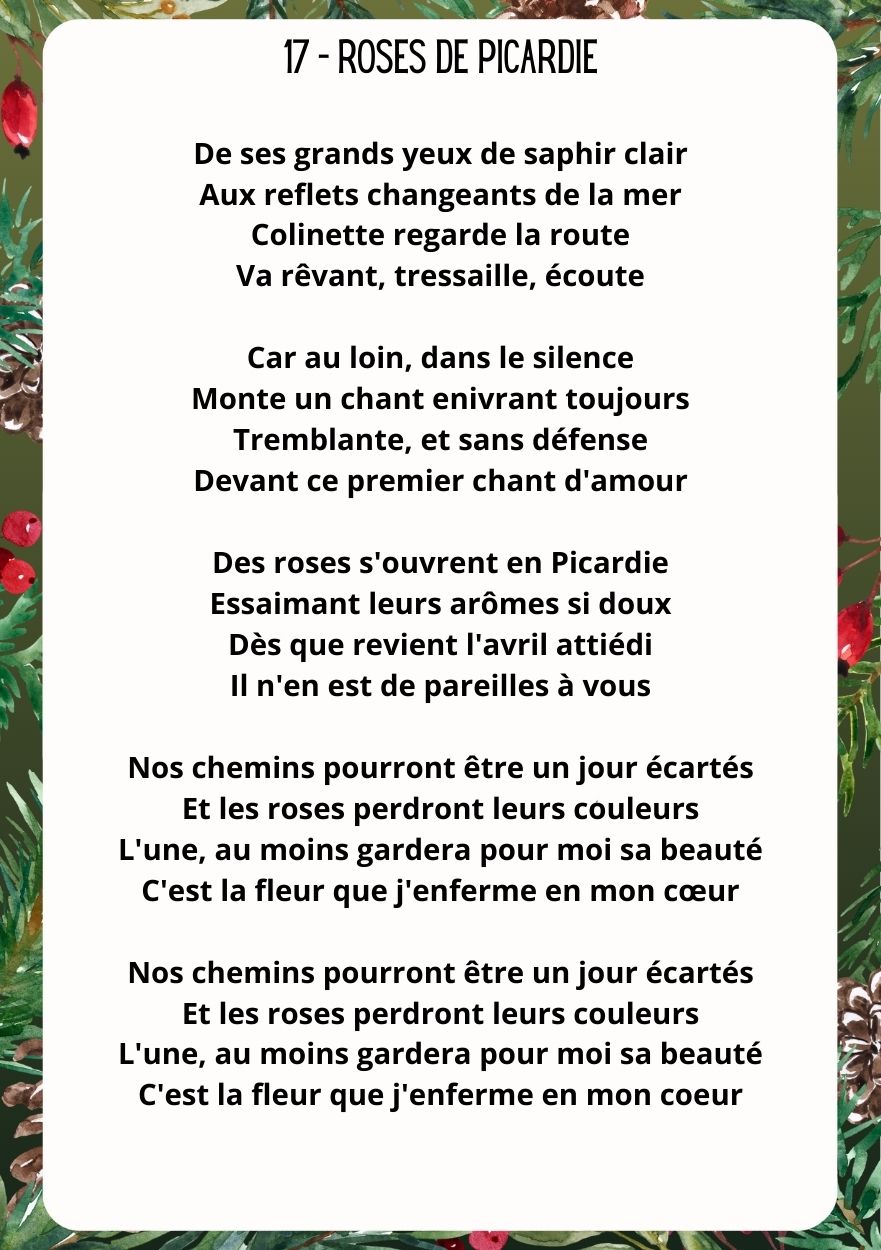 17 - ROSES DE PICARDIE
De ses grands yeux de saphir clair
Aux reflets changeants de la mer
Colinette regarde la route
Va rêvant, tressaille, écoute
Car au loin, dans le silence
Monte un chant enivrant toujours
Tremblante, et sans défense
Devant ce premier chant d'amour
Des roses s'ouvrent en Picardie
Essaimant leurs arômes si doux
Dès que revient l'avril attiédi
Il n'en est de pareilles à vous
Nos chemins pourront être un jour écartés
Et les roses perdront leurs couleurs
L'une, au moins gardera pour moi sa beauté
C'est la fleur que j'enferme en mon cœur
Nos chemins pourront être un jour écartés
Et les roses perdront leurs couleurs
L'une, au moins gardera pour moi sa beauté
C'est la fleur que j'enferme en mon coeur